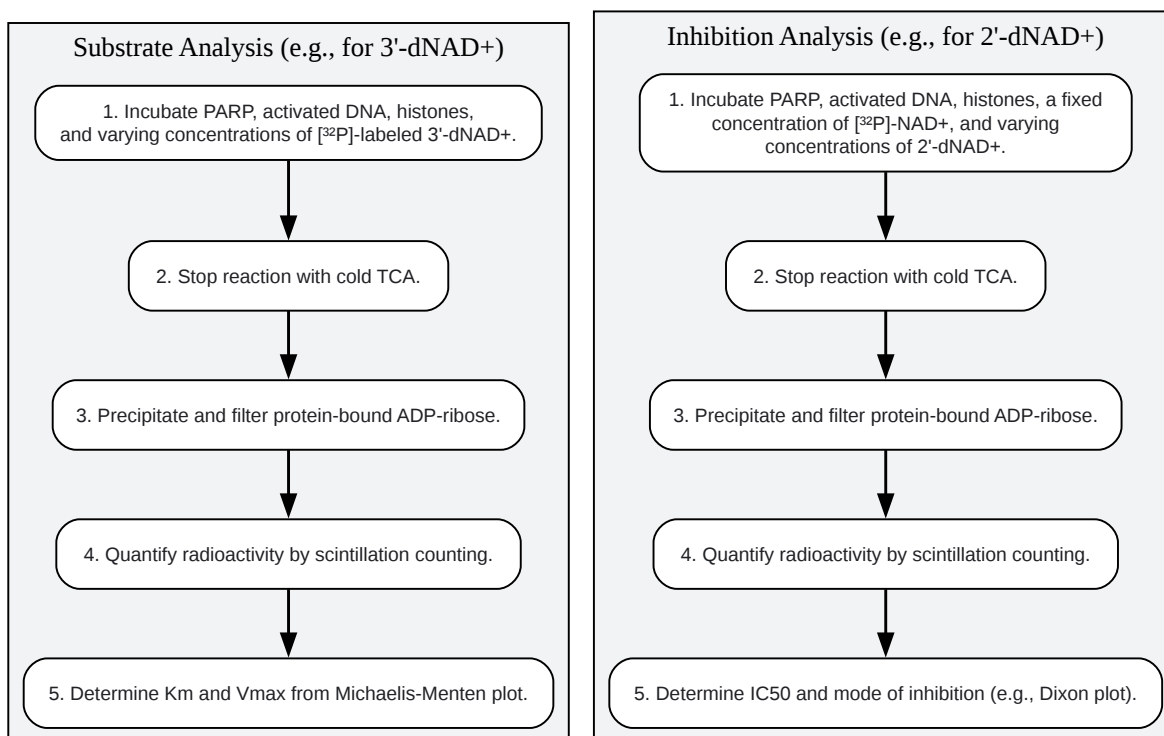 Substrate Analysis (e.g., for 3'-dNAD+)
1. Incubate PARP, activated DNA, histones,
and varying concentrations of [³²P]-labeled 3'-dNAD+.
2. Stop reaction with cold TCA.
3. Precipitate and filter protein-bound ADP-ribose.
4. Quantify radioactivity by scintillation counting.
5. Determine Km and Vmax from Michaelis-Menten plot.
Inhibition Analysis (e.g., for 2'-dNAD+)
1. Incubate PARP, activated DNA, histones, a fixed
concentration of [³²P]-NAD+, and varying
concentrations of 2'-dNAD+.
2. Stop reaction with cold TCA.
3. Precipitate and filter protein-bound ADP-ribose.
4. Quantify radioactivity by scintillation counting.
5. Determine IC50 and mode of inhibition (e.g., Dixon plot).